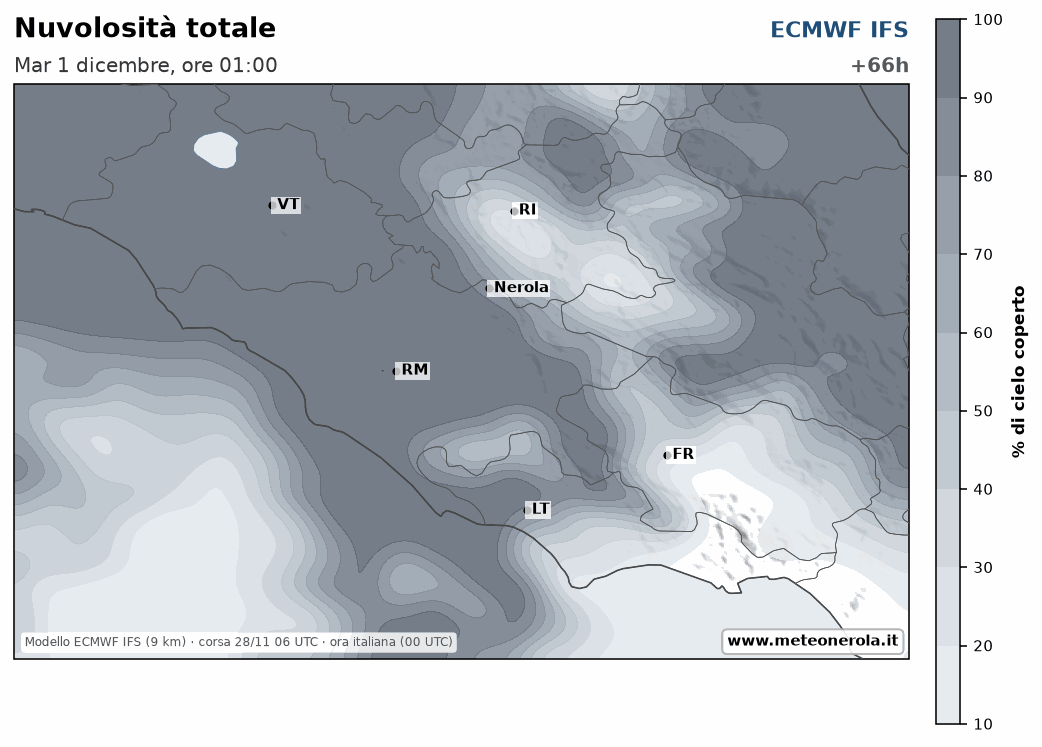 Nuvolosità totale
ECMWF IFS
Mar 1 dicembre, ore 01:00
+66h
VT
RI
Nerola
RM
FR
LT
Modello ECMWF IFS (9 km) · corsa 28/11 06 UTC · ora italiana (00 UTC)
www.meteonerola.it
100
90
80
70
60
50
40
30
20
10
% di cielo coperto